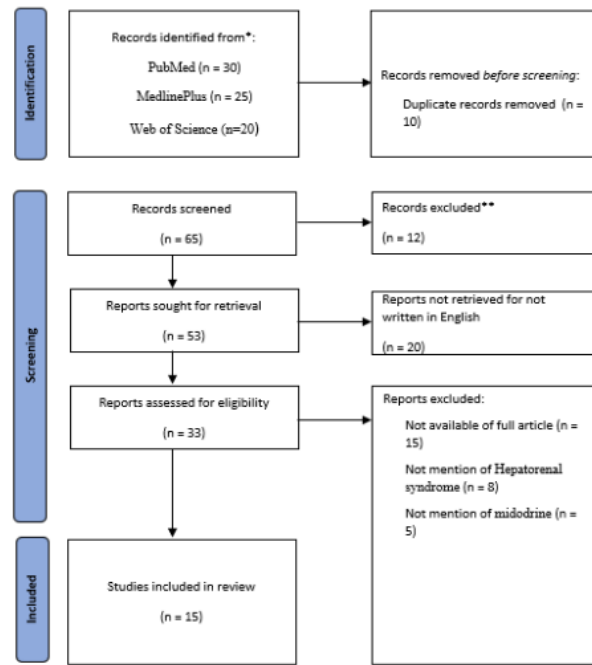 Identification
Records identified from*:
PubMed (n = 30)
MedlinePlus (n = 25)
Web of Science (n=20)
Records removed before screening:
Duplicate records removed (n =
10)
Screening
Records screened
(n = 65)
Records excluded**
(n = 12)
Reports sought for retrieval
(n = 53)
Reports not retrieved for not
written in English
(n = 20)
Reports assessed for eligibility
(n = 33)
Reports excluded:
Not available of full article (n =
15)
Not mention of Hepatorenal
syndrome (n = 8)
Not mention of midodrine (n =
5)
Included
Studies included in review
(n = 15)